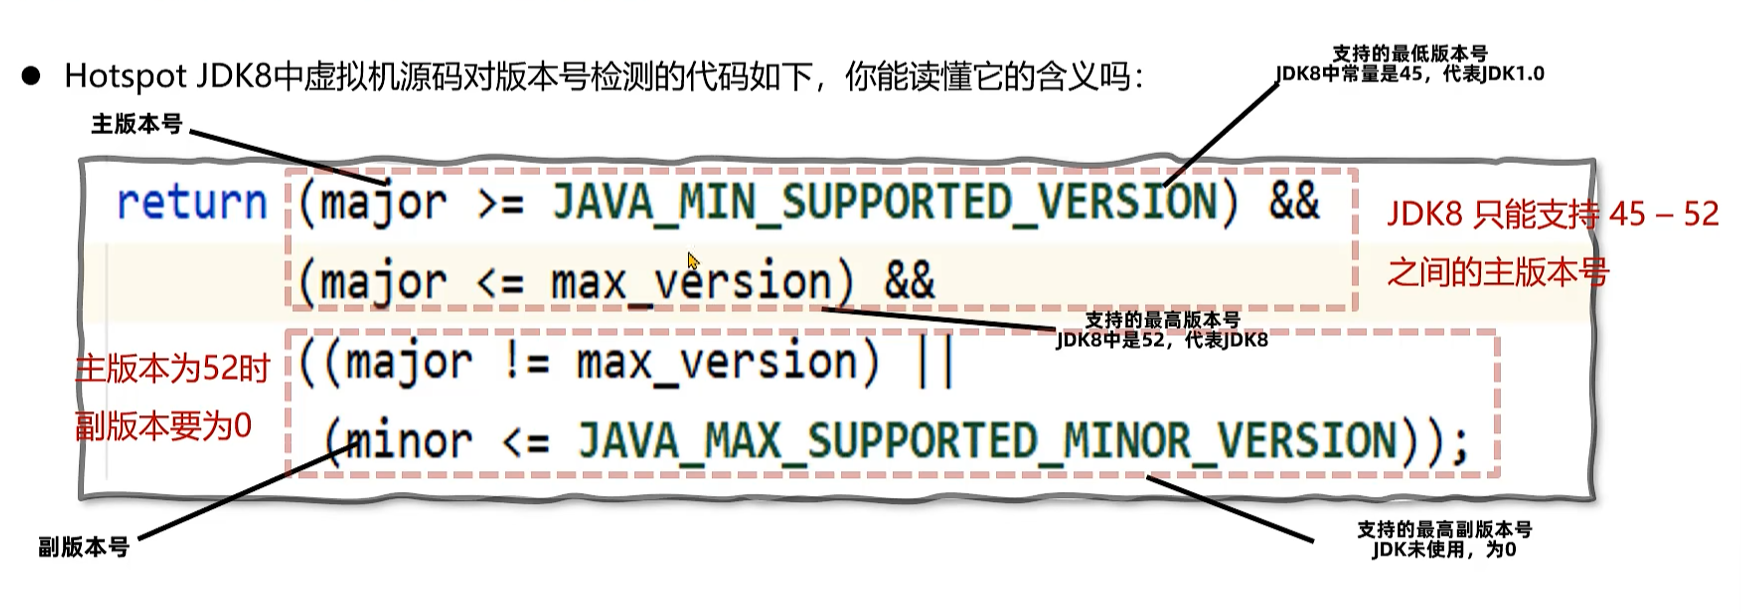 ● Hotspot JDK8中虚拟机源码对版本号检测的代码如下，你能读懂它的含义吗：
支持的最低版本号
JDK8中常量是45，代表JDK1.0
主版本号
return (major >= JAVA_MIN_SUPPORTED_VERSION) &&
(major <= max_version) &&
JDK8 只能支持 45 – 52
之间的主版本号
支持的最高版本号
JDK8中是52，代表JDK8
((major != max_version) ||
(minor <= JAVA_MAX_SUPPORTED_MINOR_VERSION));
主版本为52时
副版本要为0
副版本号
支持的最高副版本号
JDK未使用，为0